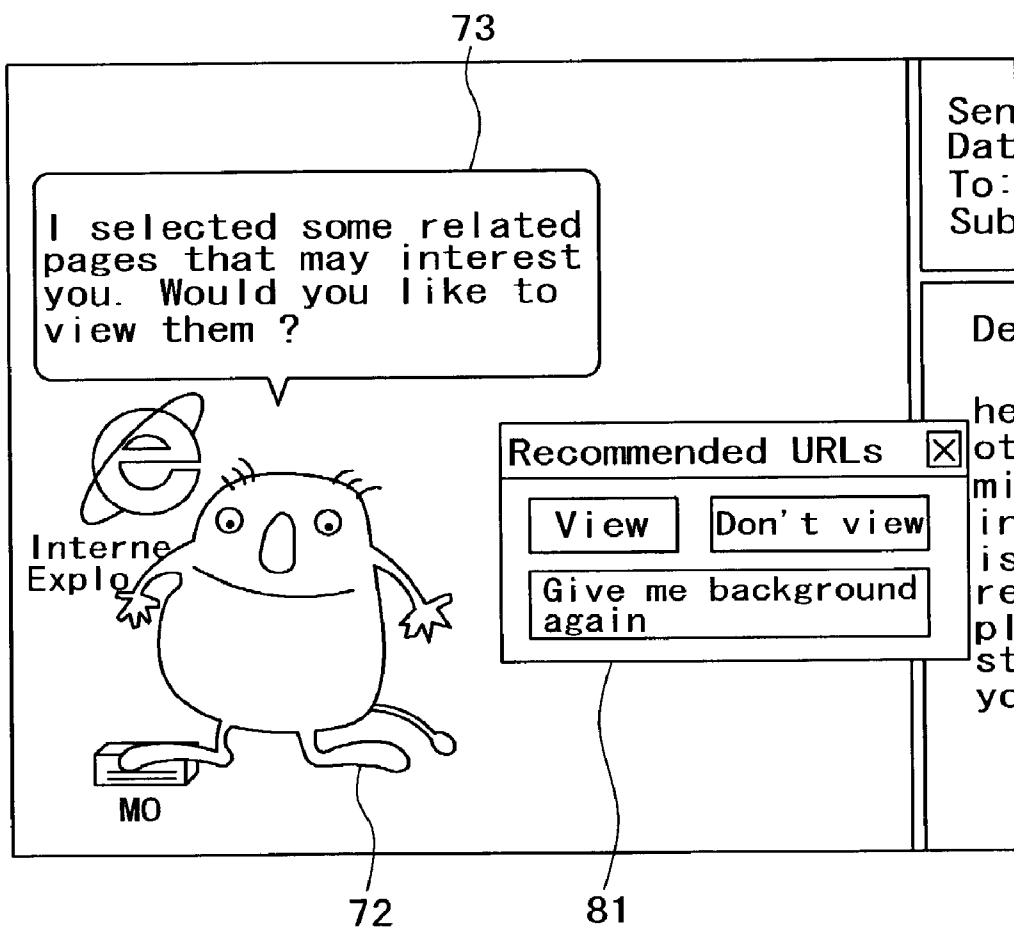 73
I selected some related
pages that may interest
you. Would you like to
view them ?
Sen
Dat
To:
Sub
De
he
ot
mi
in
is
re
pl
st
yo
Recommended URLs
View
Don't view
Give me background
again
Interne
Explo
MO
72
81